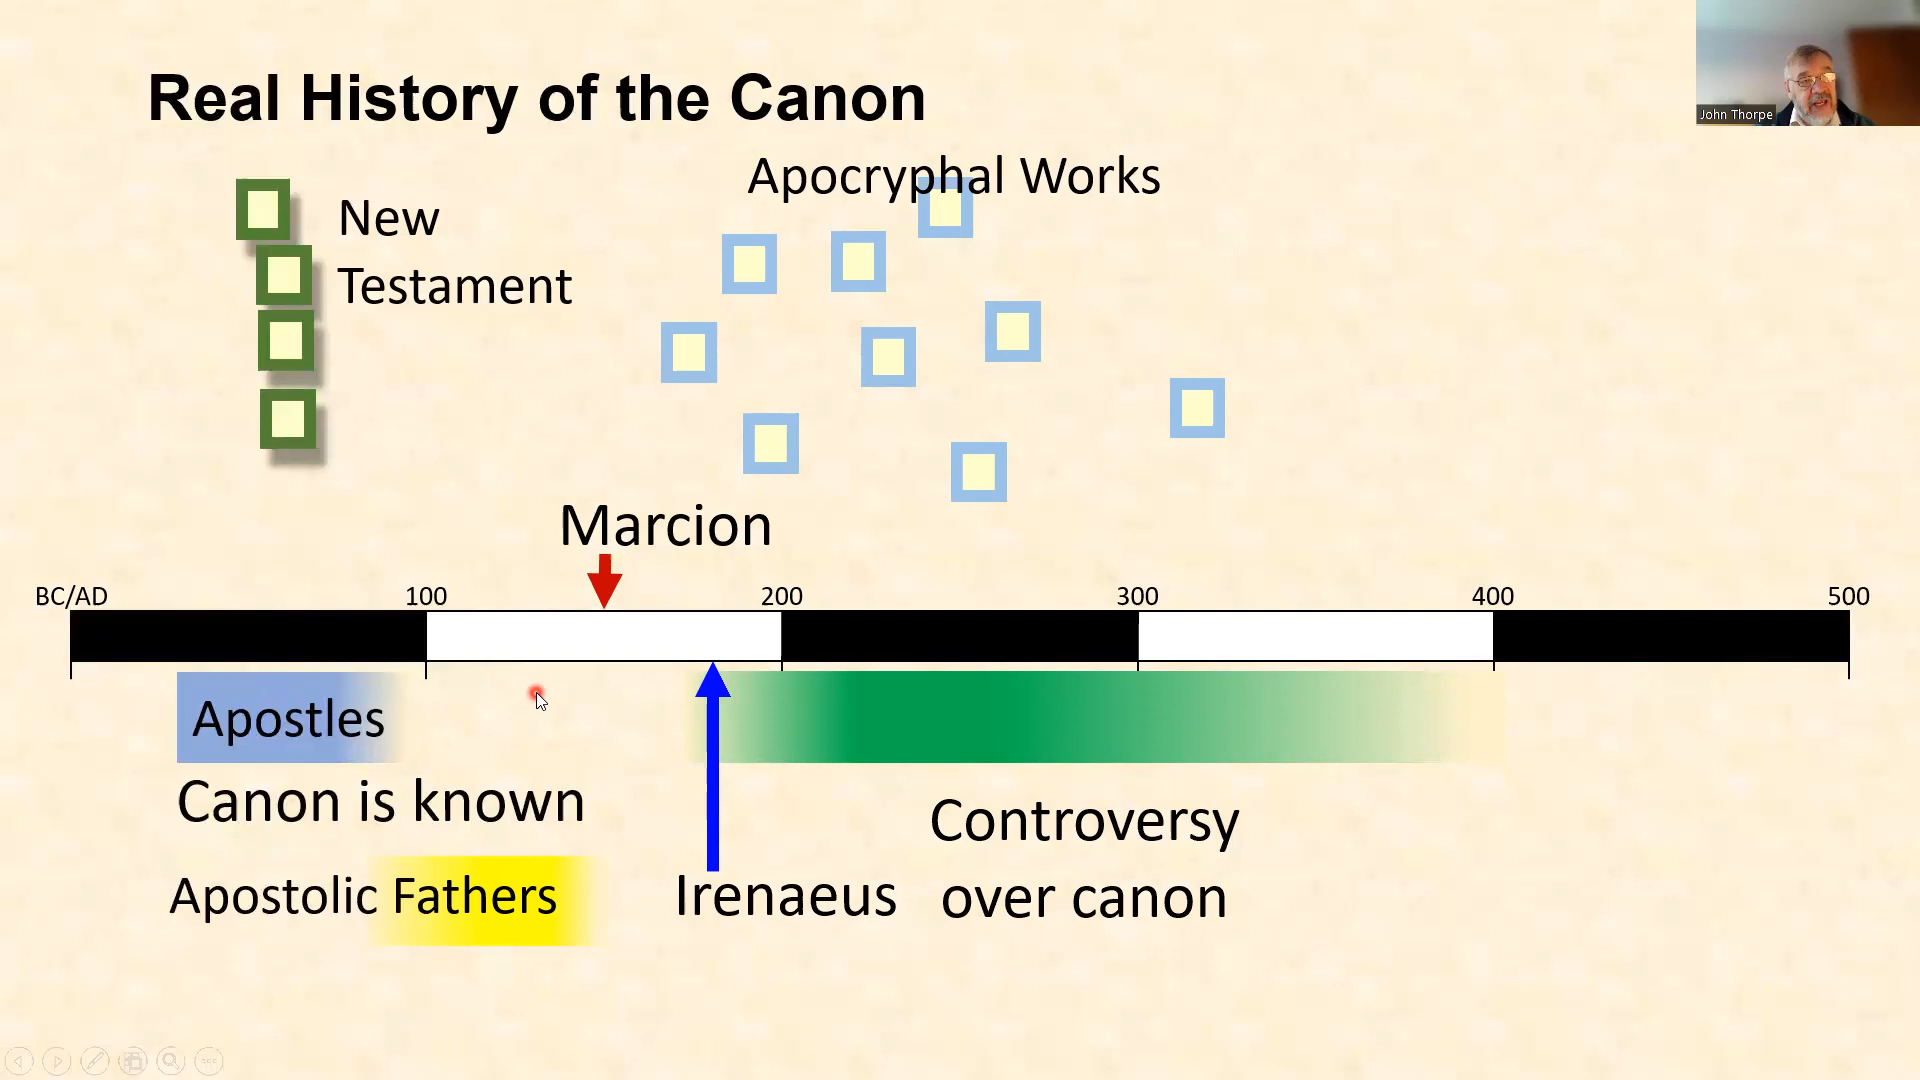 Real History of the Canon
John Thorpe
Apocryphal Works
New
Testament
Marcion
BC/AD
100
200
300
400
500
Apostles
Canon is known
Apostolic Fathers
Irenaeus
Controversy
over canon